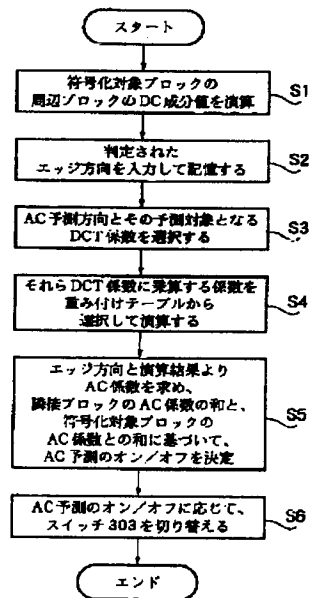 スタート
符号化対象ブロックの
周辺ブロックのDC成分値を演算
S1
判定された
エッジ方向を入力して記憶する
S2
AC予測方向とその予測対象となる
DCT係数を選択する
S3
それらDCT係数に乗算する係数を
重み付けテーブルから
選択して演算する
S4
エッジ方向と演算結果より
AC係数を求め、
隣接ブロックのAC係数の和と、
符号化対象ブロックの
AC係数との和に基づいて、
AC予測のオン/オフを決定
S5
AC予測のオン/オフに応じて、
スイッチ303を切り替える
S6
エンド